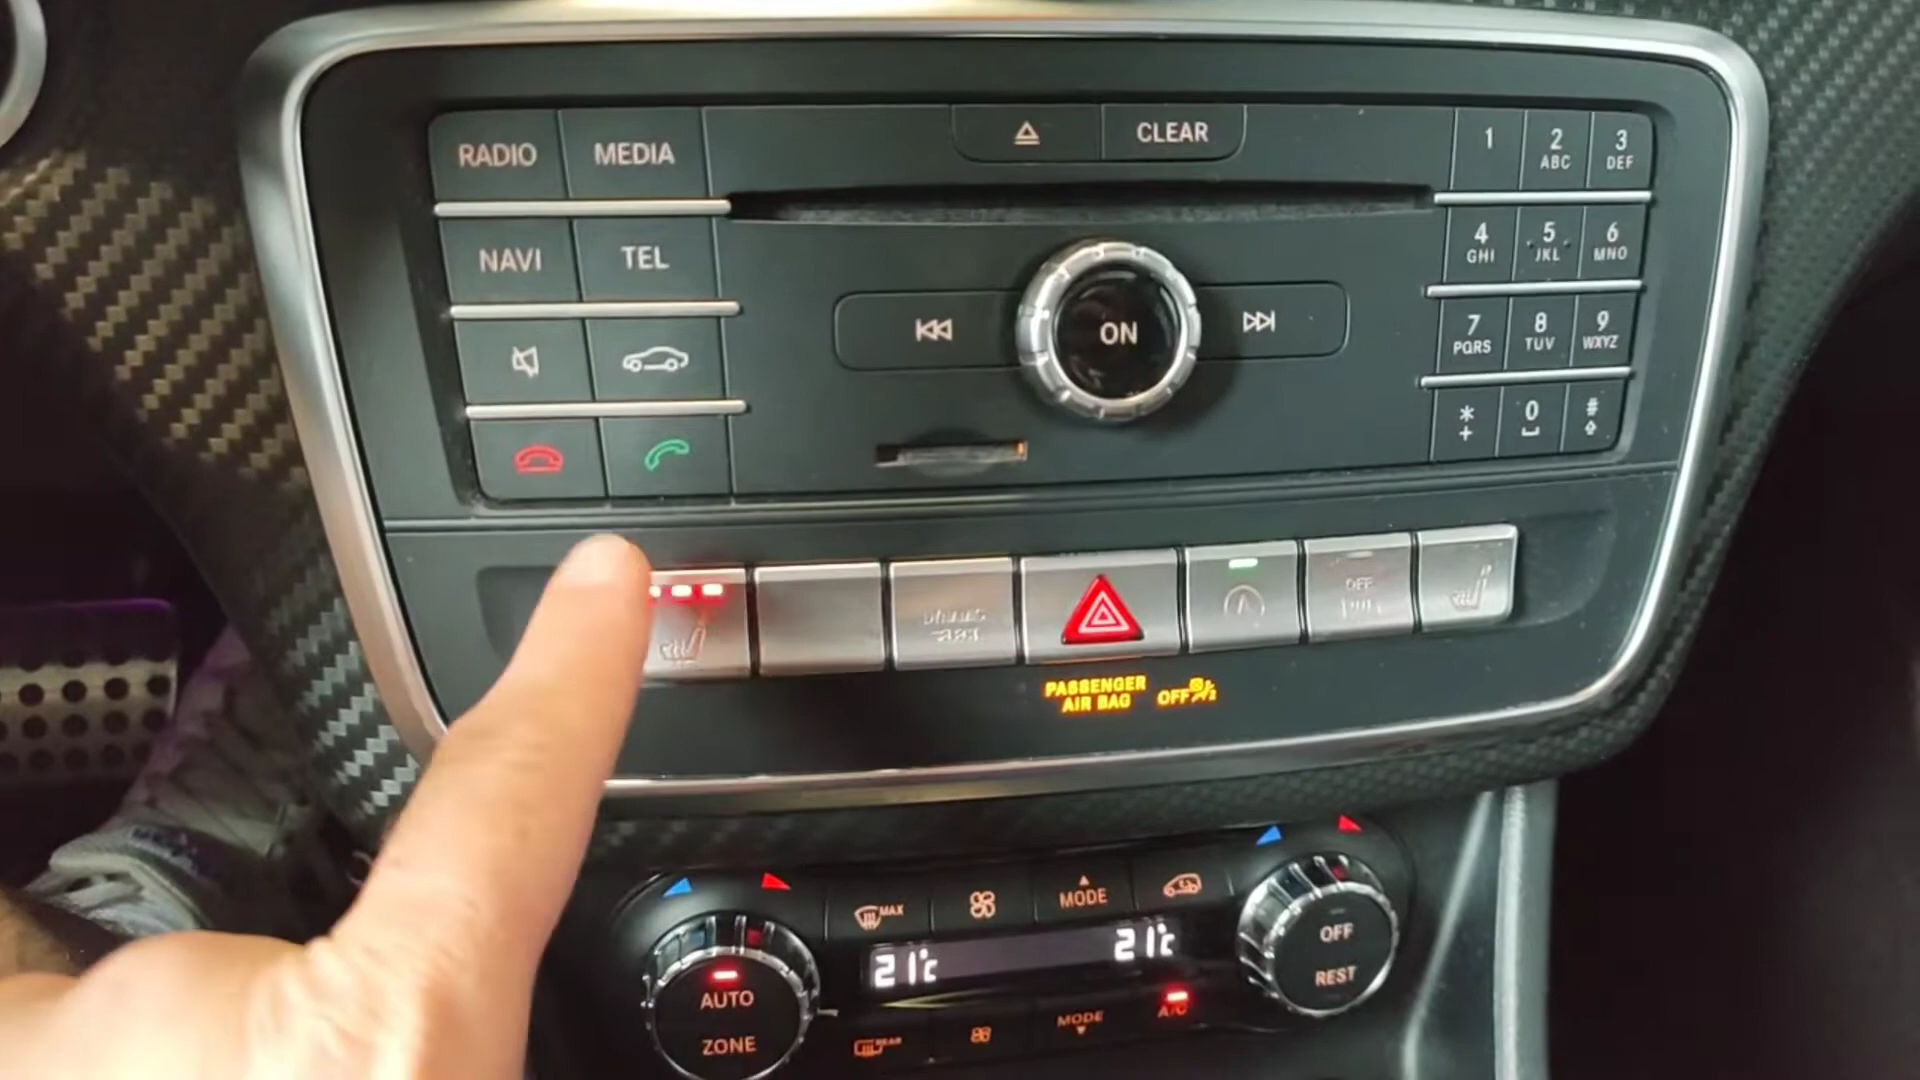 RADIO MEDIA CLEAR
1 2 ABC 3 DEF
NAVI TEL
4 GHI 5 JKL 6 MNO
ON
7 PQRS 8 TUV 9 WXYZ
* + 0 #
OFF
PASSENGER
AIR BAG OFF
MAX
MODE
21°c 21°c
OFF
REST
AUTO
ZONE
REAR
MODE
A/C